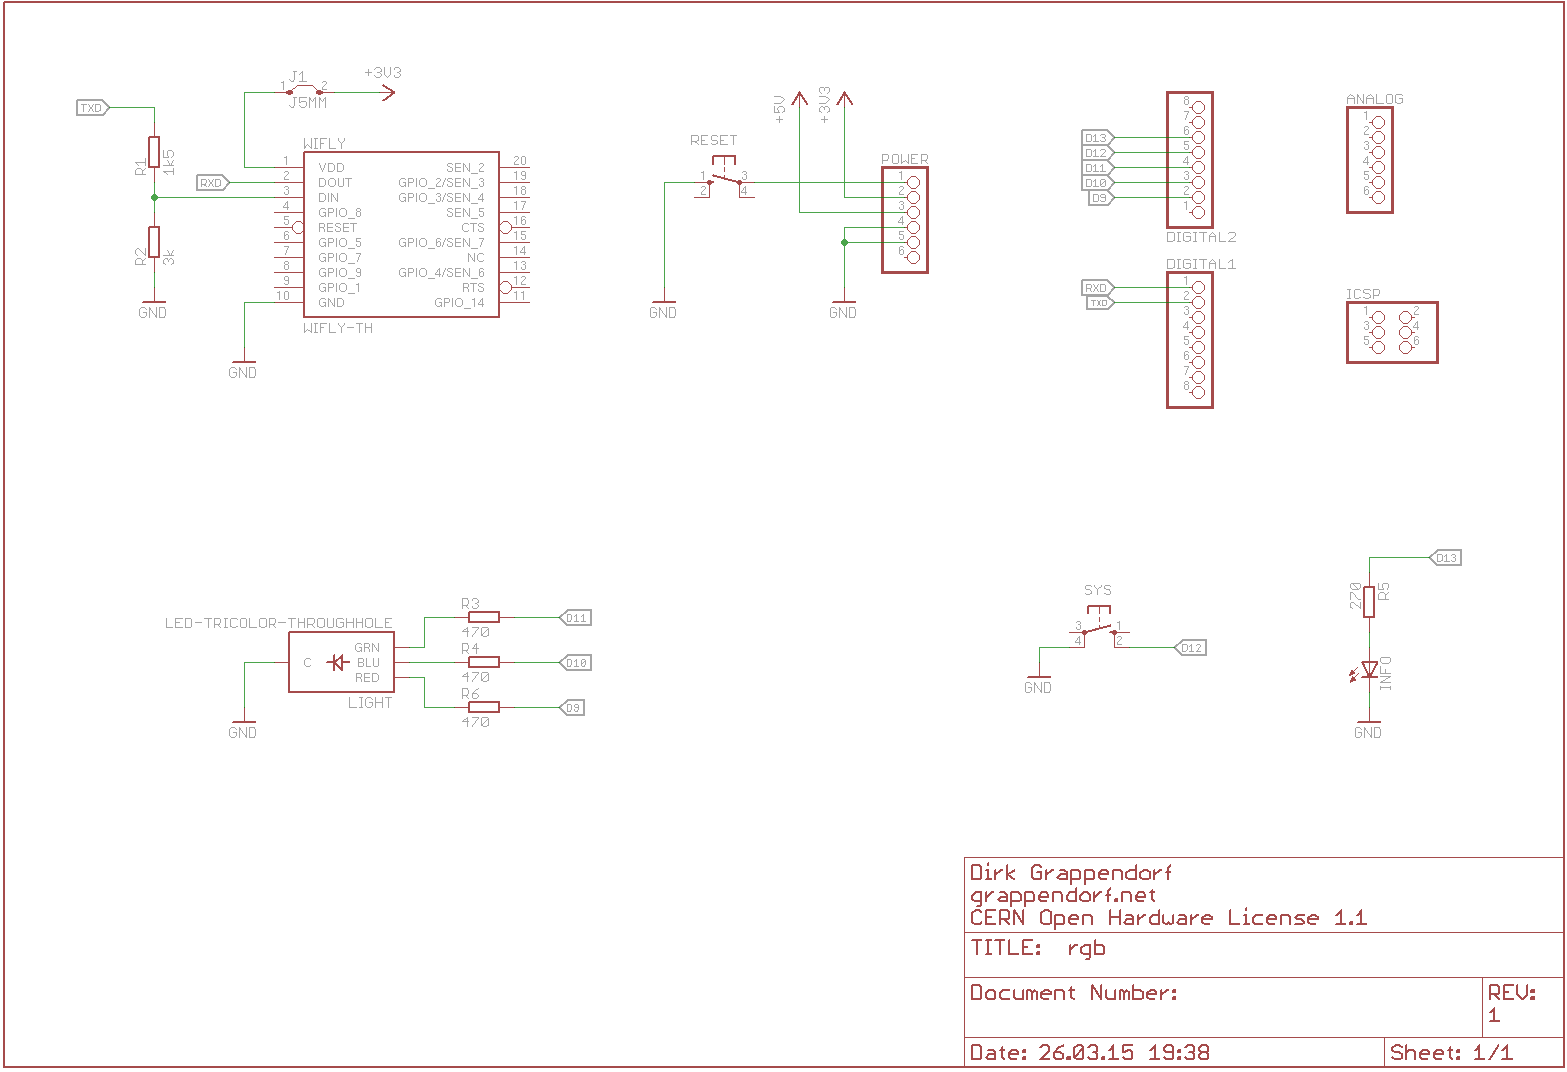 TXD
R1
1k5
R2
3k
GND
RXD
1 J1 2
J5MM
+3V3
WIFLY
1 VDD SEN_2 20
2 DOUT GPIO_2/SEN_3 19
3 DIN GPIO_3/SEN_4 18
4 GPIO_8 SEN_5 17
5 RESET CTS 16
6 GPIO_5 GPIO_6/SEN_7 15
7 GPIO_7 NC 14
8 GPIO_9 GPIO_4/SEN_6 13
9 GPIO_1 RTS 12
10 GND GPIO_14 11
WIFLY-TH
GND
RESET
1 3
2 4
GND
+5V
+3V3
POWER
1
2
3
4
5
6
GND
8
7
D13 6
D12 5
D11 4
D10 3
D9 2
1
DIGITAL2
DIGITAL1
RXD 1
TXD 2
3
4
5
6
7
8
ANALOG
1
2
3
4
5
6
ICSP
1 2
3 4
5 6
LED-TRICOLOR-THROUGHHOLE
GRN
C BLU
RED
LIGHT
GND
R3
470
D11
R4
470
D10
R6
470
D9
SYS
3 1
4 2
D12
GND
D13
270
R5
INFO
GND
Dirk Grappendorf
grappendorf.net
CERN Open Hardware License 1.1
TITLE: rgb
Document Number:
REV:
1
Date: 26.03.15 19:38
Sheet: 1/1